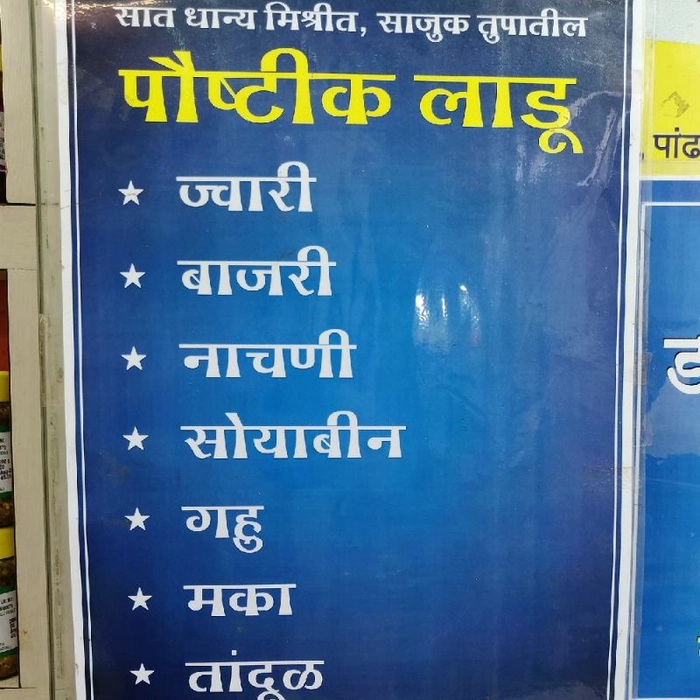 सात धान्य मिश्रीत, साजुक तुपातील
पौष्टीक लाडू
★ ज्वारी
★ बाजरी
★ नाचणी
★ सोयाबीन
★ गहु
★ मका
★ तांदूळ